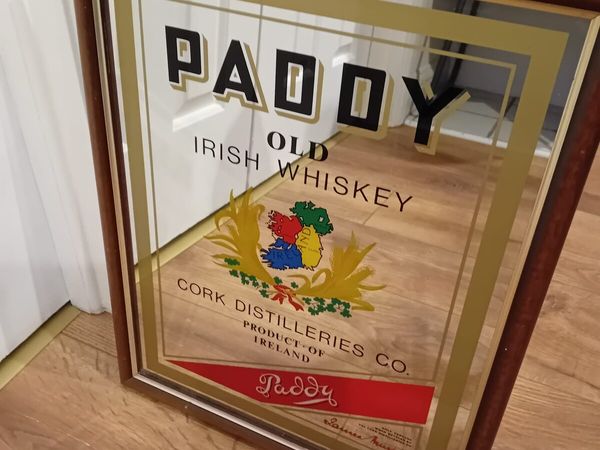 PADDY
OLD
IRISH WHISKEY
CORK DISTILLERIES CO.
PRODUCT·OF
IRELAND
Paddy